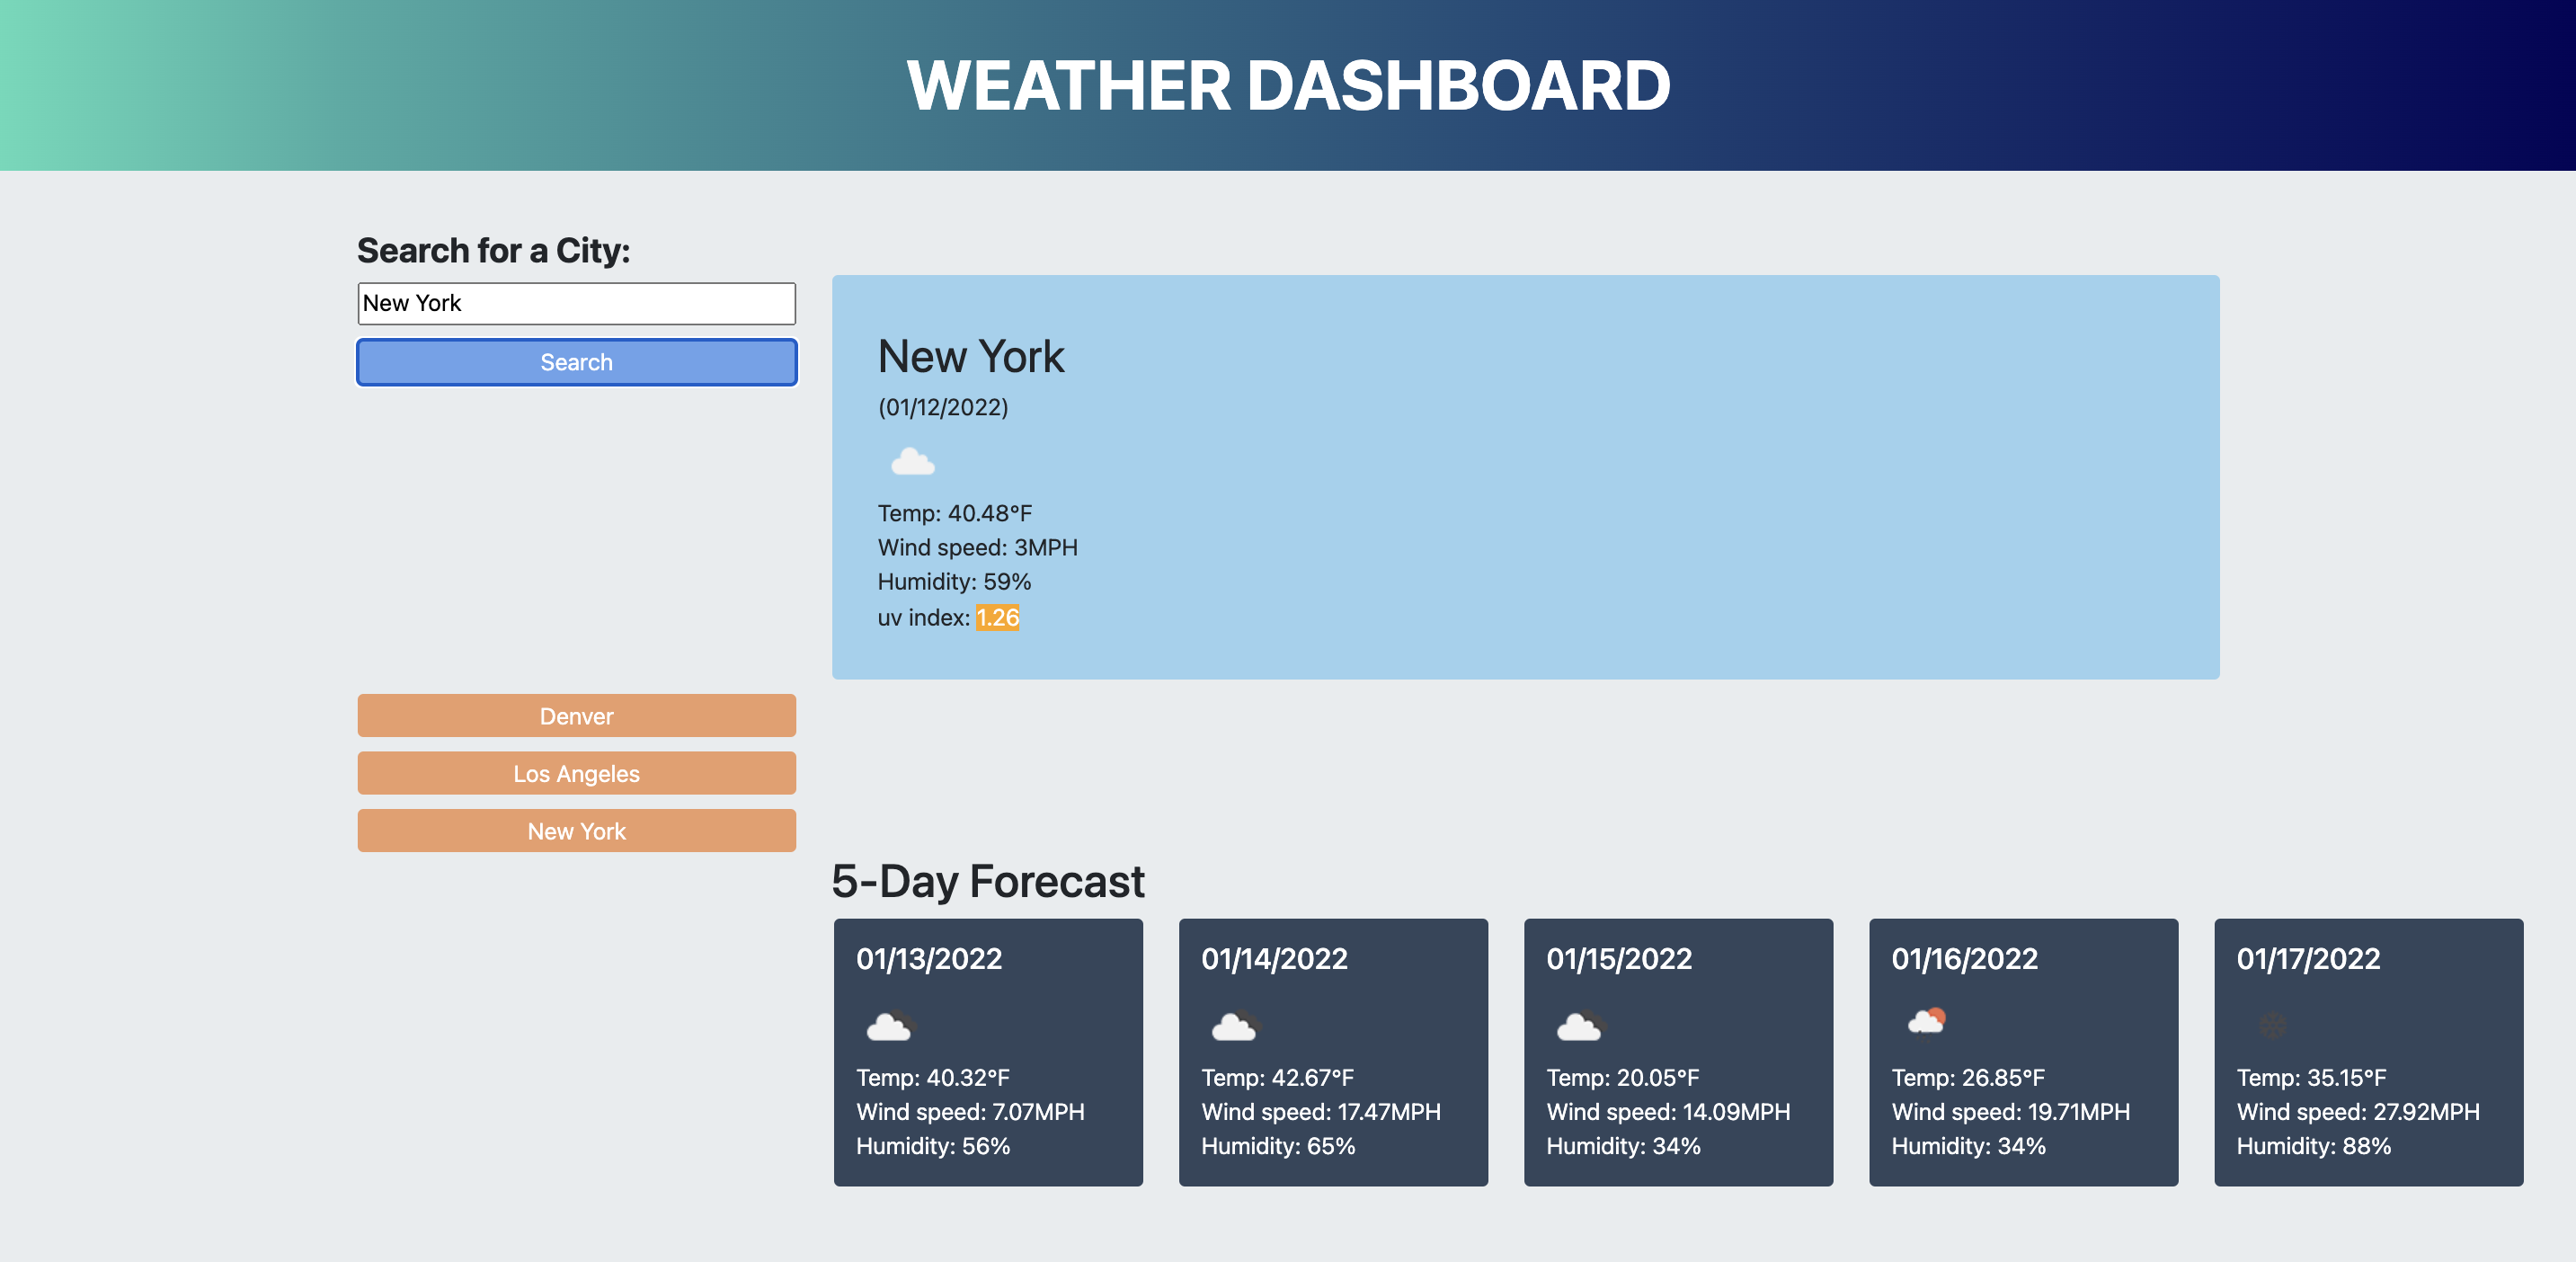 WEATHER DASHBOARD
Search for a City:
New York
Search
New York
(01/12/2022)
Temp: 40.48°F
Wind speed: 3MPH
Humidity: 59%
uv index: 1.26
Denver
Los Angeles
New York
5-Day Forecast
01/13/2022
Temp: 40.32°F
Wind speed: 7.07MPH
Humidity: 56%
01/14/2022
Temp: 42.67°F
Wind speed: 17.47MPH
Humidity: 65%
01/15/2022
Temp: 20.05°F
Wind speed: 14.09MPH
Humidity: 34%
01/16/2022
Temp: 26.85°F
Wind speed: 19.71MPH
Humidity: 34%
01/17/2022
Temp: 35.15°F
Wind speed: 27.92MPH
Humidity: 88%